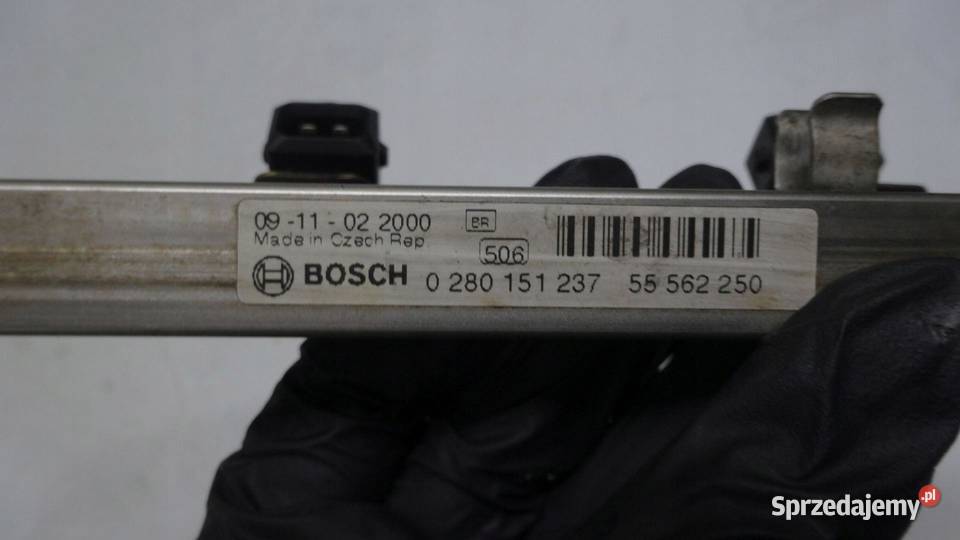 09-11-02 2000
BR
Made in Czech Rep
506
BOSCH 0 280 151 237 55 562 250
Sprzedajemy.pl